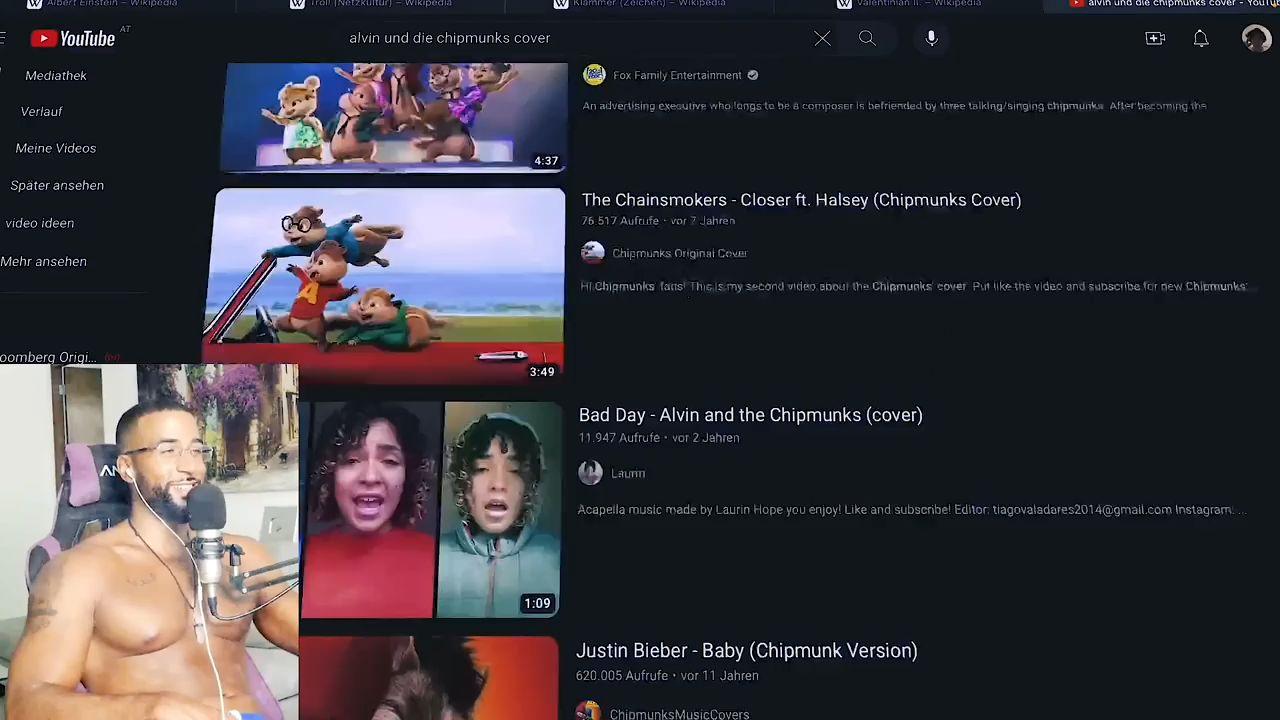 Albert Einstein – Wikipedia
Troll (Netzkultur) – Wikipedia
Klammer (Zeichen) – Wikipedia
Valentinian II. – Wikipedia
alvin und die chipmunks cover - YouTu
YouTube AT
alvin und die chipmunks cover
Mediathek
Verlauf
Meine Videos
Später ansehen
video ideen
Mehr ansehen
oomberg Origi...
4:37
Fox Family Entertainment
An advertising executive who longs to be a composer is befriended by three talking/singing chipmunks. After becoming the
A
3:49
The Chainsmokers - Closer ft. Halsey (Chipmunks Cover)
76.517 Aufrufe • vor 7 Jahren
Chipmunks Original Cover
Hi Chipmunks' fans! This is my second video about the Chipmunks' cover. Put like the video and subscribe for new Chipmunks'
AN
1:09
Bad Day - Alvin and the Chipmunks (cover)
11.947 Aufrufe • vor 2 Jahren
Laurin
Acapella music made by Laurin Hope you enjoy! Like and subscribe! Editor: tiagovaladares2014@gmail.com Instagram: ...
Justin Bieber - Baby (Chipmunk Version)
620.005 Aufrufe • vor 11 Jahren
ChipmunksMusicCovers